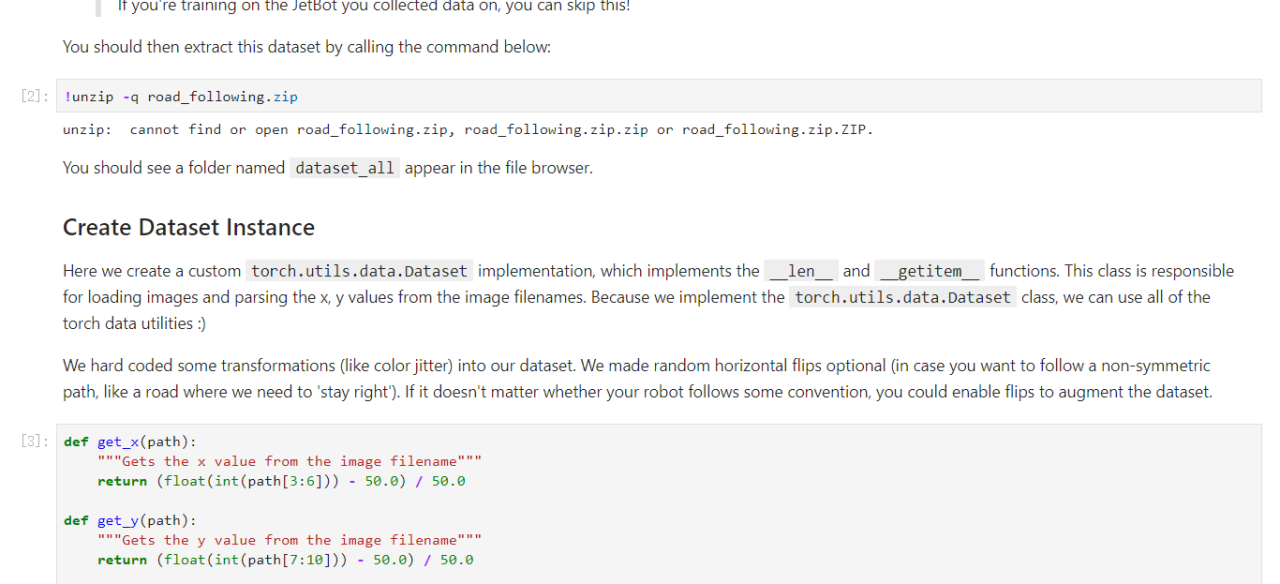 If you're training on the JetBot you collected data on, you can skip this!
You should then extract this dataset by calling the command below:
[2]: !unzip -q road_following.zip
unzip:  cannot find or open road_following.zip, road_following.zip.zip or road_following.zip.ZIP.
You should see a folder named dataset_all appear in the file browser.
Create Dataset Instance
Here we create a custom torch.utils.data.Dataset implementation, which implements the __len__ and __getitem__ functions. This class is responsible
for loading images and parsing the x, y values from the image filenames. Because we implement the torch.utils.data.Dataset class, we can use all of the
torch data utilities :)
We hard coded some transformations (like color jitter) into our dataset. We made random horizontal flips optional (in case you want to follow a non-symmetric
path, like a road where we need to 'stay right'). If it doesn't matter whether your robot follows some convention, you could enable flips to augment the dataset.
[3]: def get_x(path):
    """Gets the x value from the image filename"""
    return (float(int(path[3:6])) - 50.0) / 50.0
def get_y(path):
    """Gets the y value from the image filename"""
    return (float(int(path[7:10])) - 50.0) / 50.0